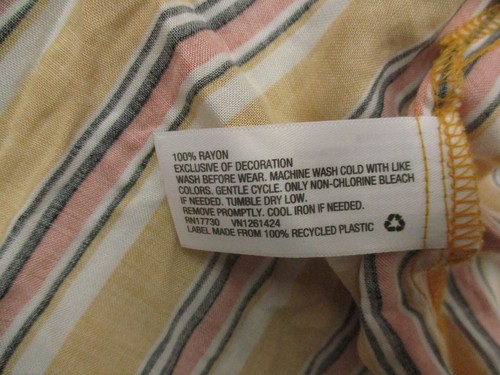 100% RAYON
EXCLUSIVE OF DECORATION
WASH BEFORE WEAR. MACHINE WASH COLD WITH LIKE
COLORS. GENTLE CYCLE. ONLY NON-CHLORINE BLEACH
IF NEEDED. TUMBLE DRY LOW.
REMOVE PROMPTLY. COOL IRON IF NEEDED.
RN17730 VN1261424
LABEL MADE FROM 100% RECYCLED PLASTIC